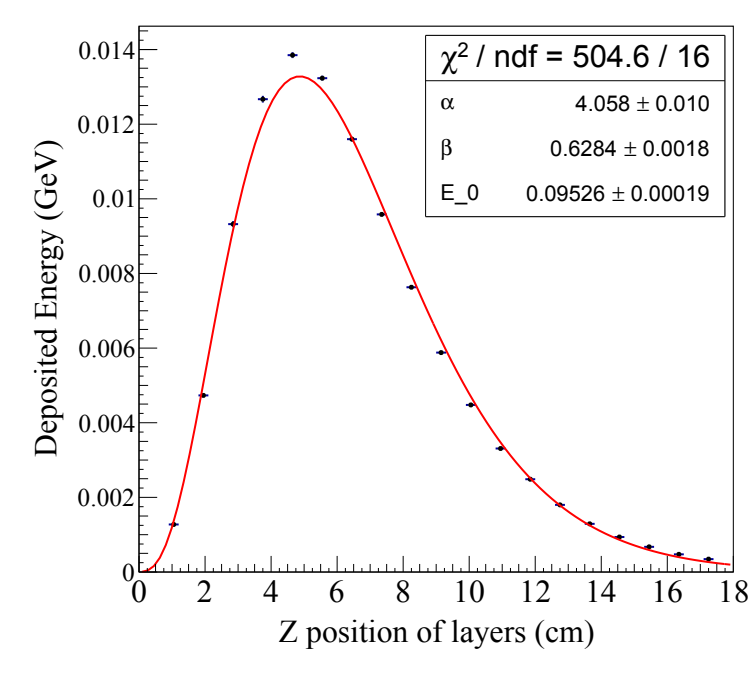 χ² / ndf = 504.6 / 16
α 4.058 ± 0.010
β 0.6284 ± 0.0018
E_0 0.09526 ± 0.00019
Deposited Energy (GeV)
0.014
0.012
0.01
0.008
0.006
0.004
0.002
0
0 2 4 6 8 10 12 14 16 18
Z position of layers (cm)